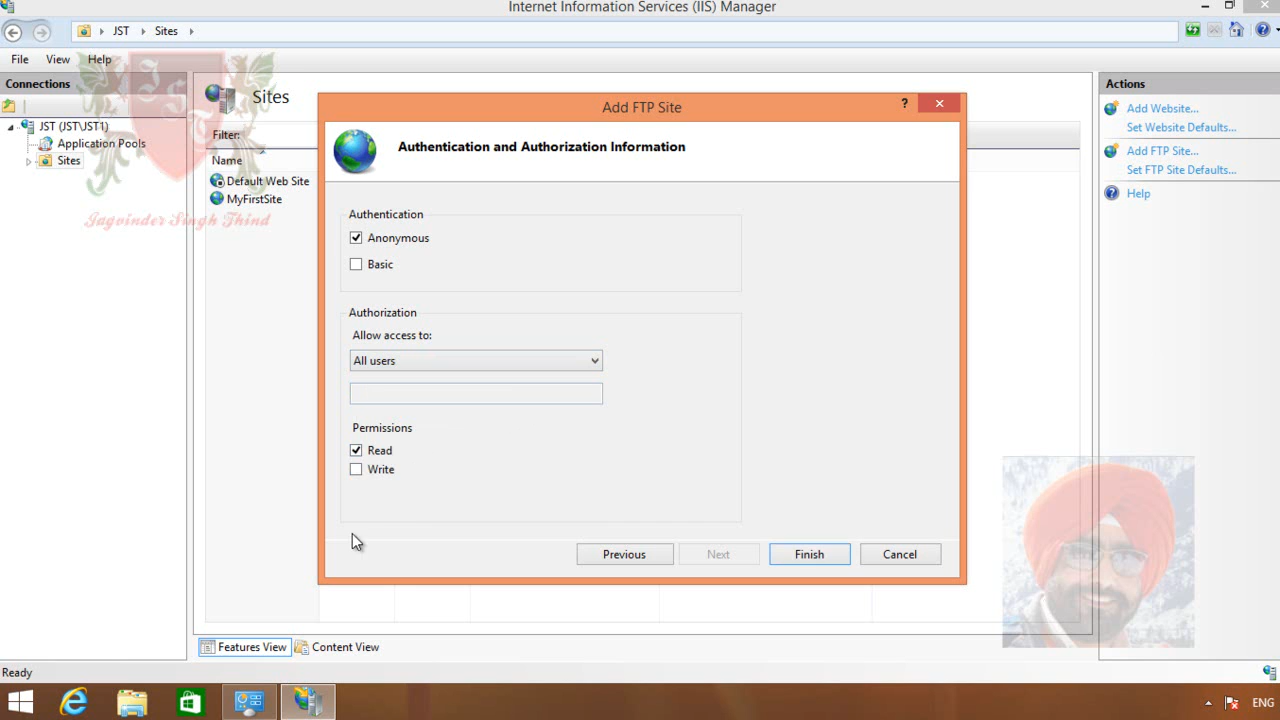 Internet Information Services (IIS) Manager
JST
Sites
File
View
Help
Connections
JST (JST\JST1)
Application Pools
Sites
Jagvinder Singh Thind
Sites
Filter:
Name
Default Web Site
MyFirstSite
Add FTP Site
?
Authentication and Authorization Information
Authentication
Anonymous
Basic
Authorization
Allow access to:
All users
Permissions
Read
Write
Previous
Next
Finish
Cancel
Features View
Content View
Actions
Add Website...
Set Website Defaults...
Add FTP Site...
Set FTP Site Defaults...
Help
Ready
ENG